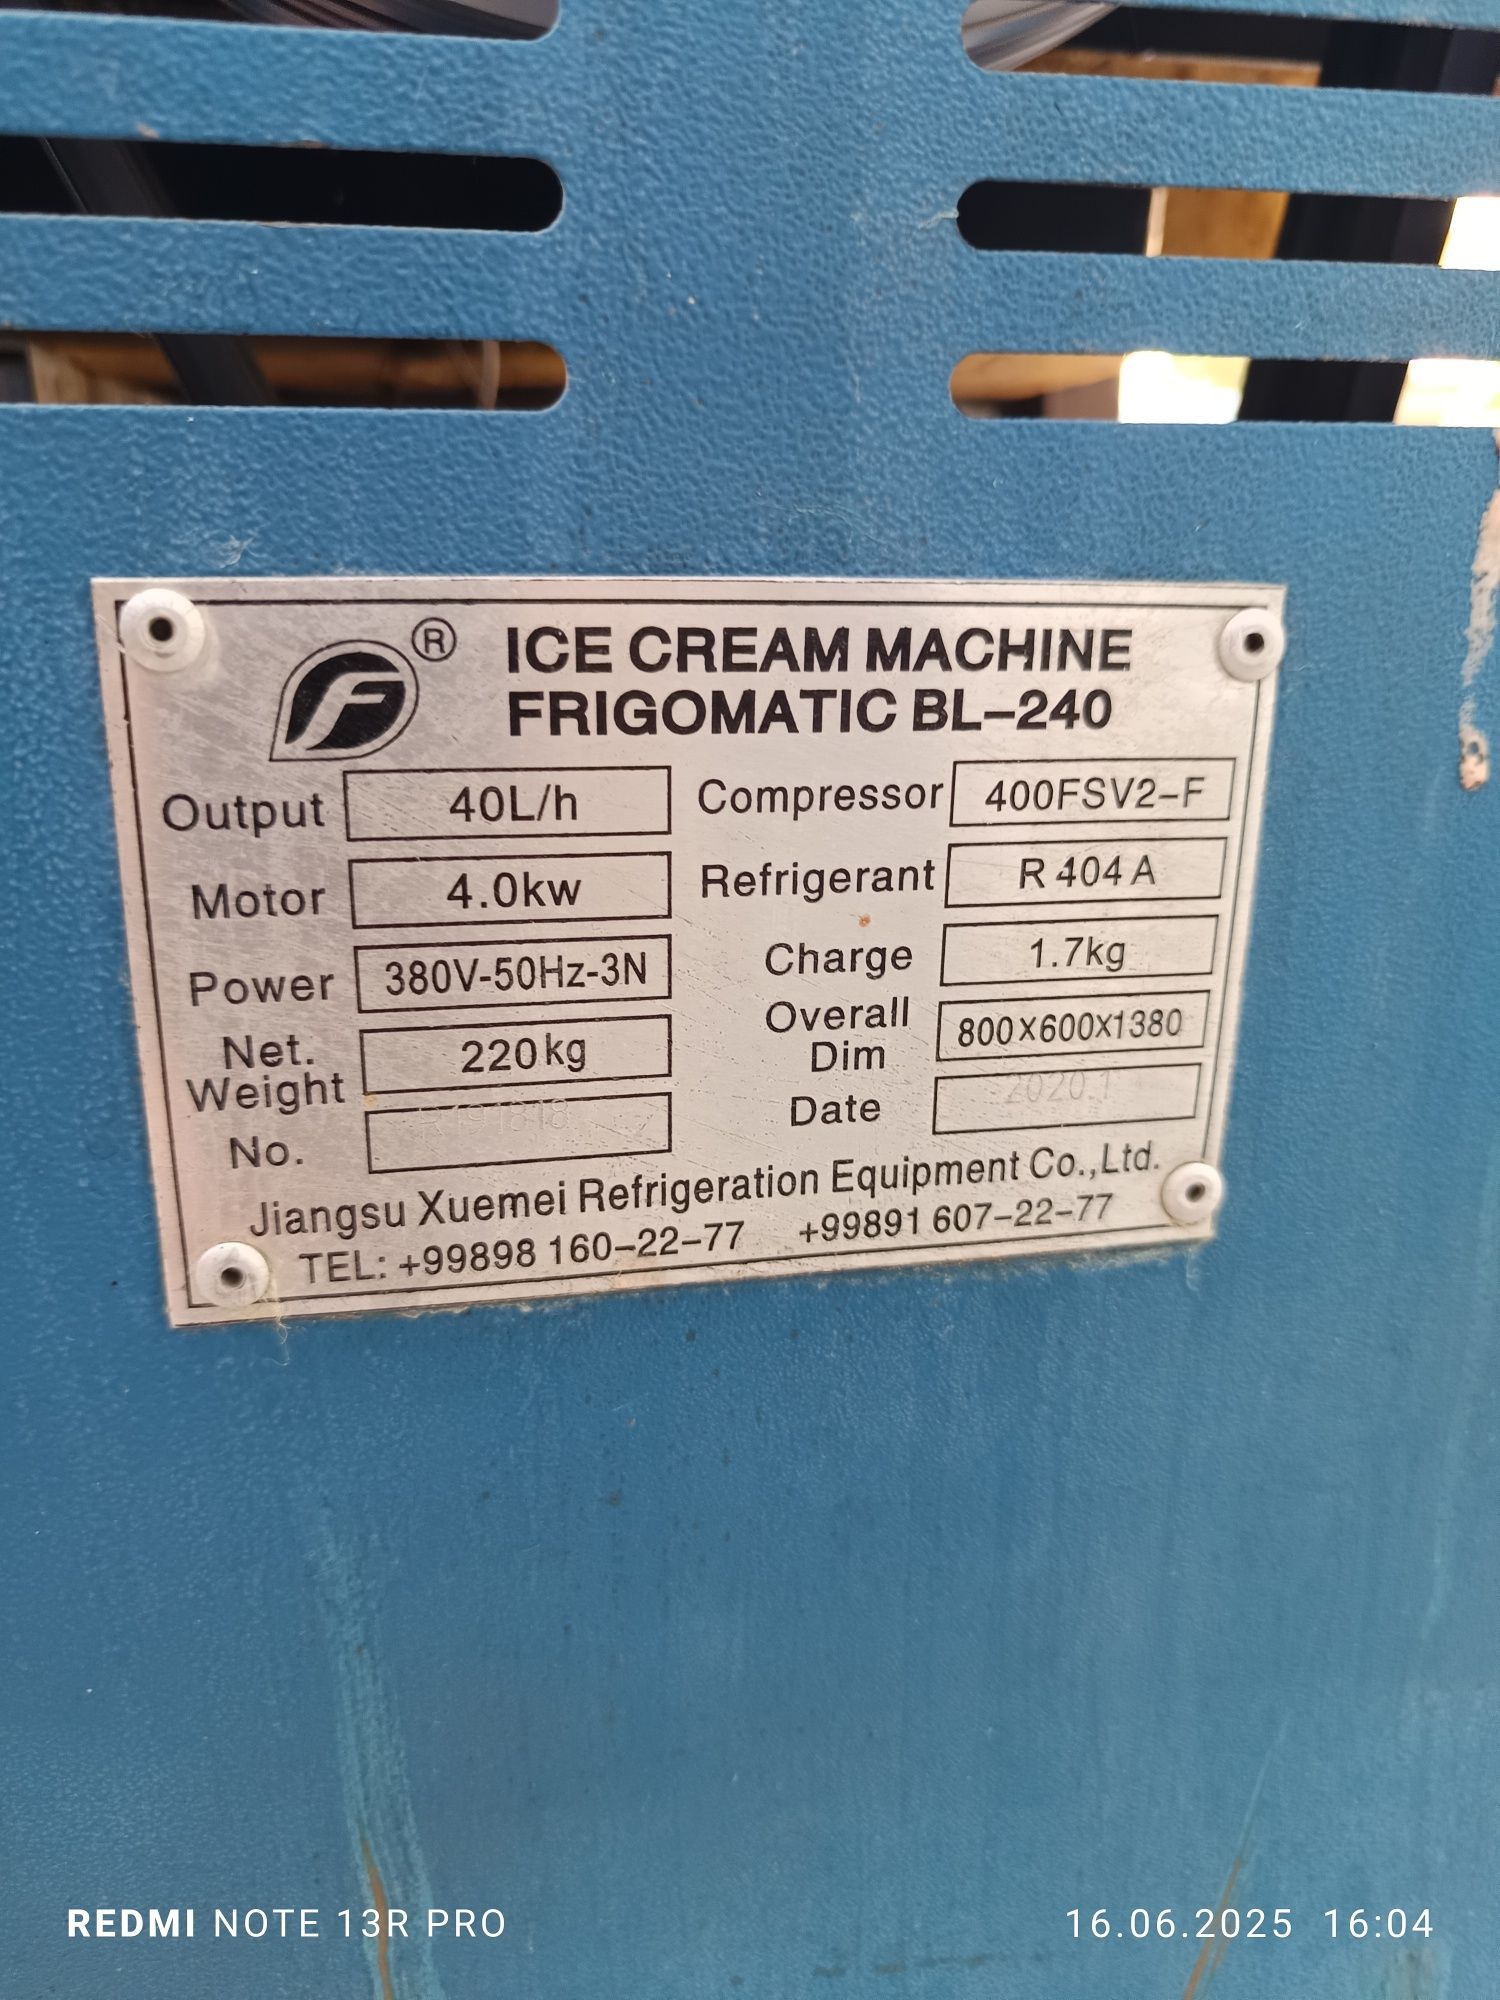 F ®
ICE CREAM MACHINE
FRIGOMATIC BL-240
Output 40L/h Compressor 400FSV2-F
Motor 4.0kw Refrigerant R 404 A
Power 380V-50Hz-3N Charge 1.7kg
Net. Weight 220kg Overall Dim 800X600X1380
No. Date 2020.1
Jiangsu Xuemei Refrigeration Equipment Co.,Ltd.
TEL: +99898 160-22-77 +99891 607-22-77
REDMI NOTE 13R PRO 16.06.2025 16:04